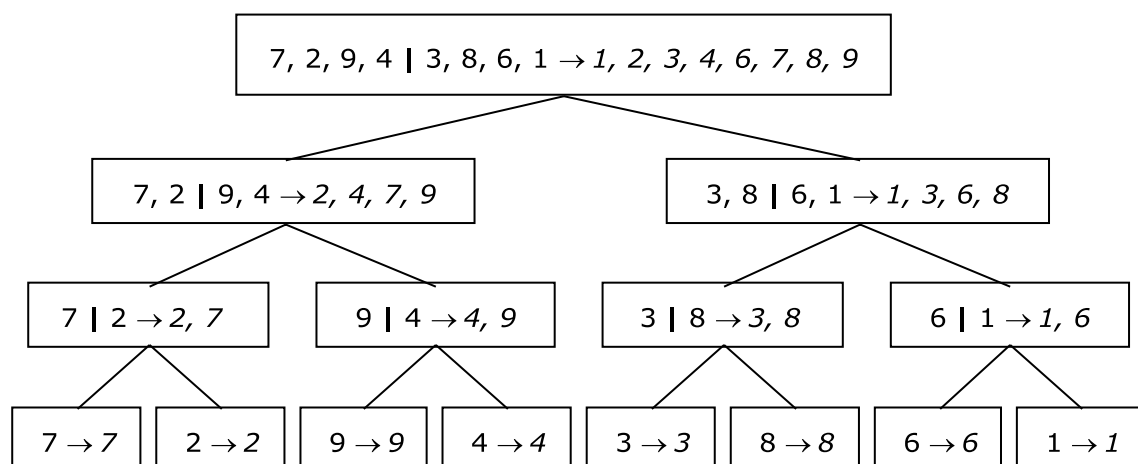 7, 2, 9, 4 | 3, 8, 6, 1 → 1, 2, 3, 4, 6, 7, 8, 9
7, 2 | 9, 4 → 2, 4, 7, 9
3, 8 | 6, 1 → 1, 3, 6, 8
7 | 2 → 2, 7
9 | 4 → 4, 9
3 | 8 → 3, 8
6 | 1 → 1, 6
7 → 7
2 → 2
9 → 9
4 → 4
3 → 3
8 → 8
6 → 6
1 → 1